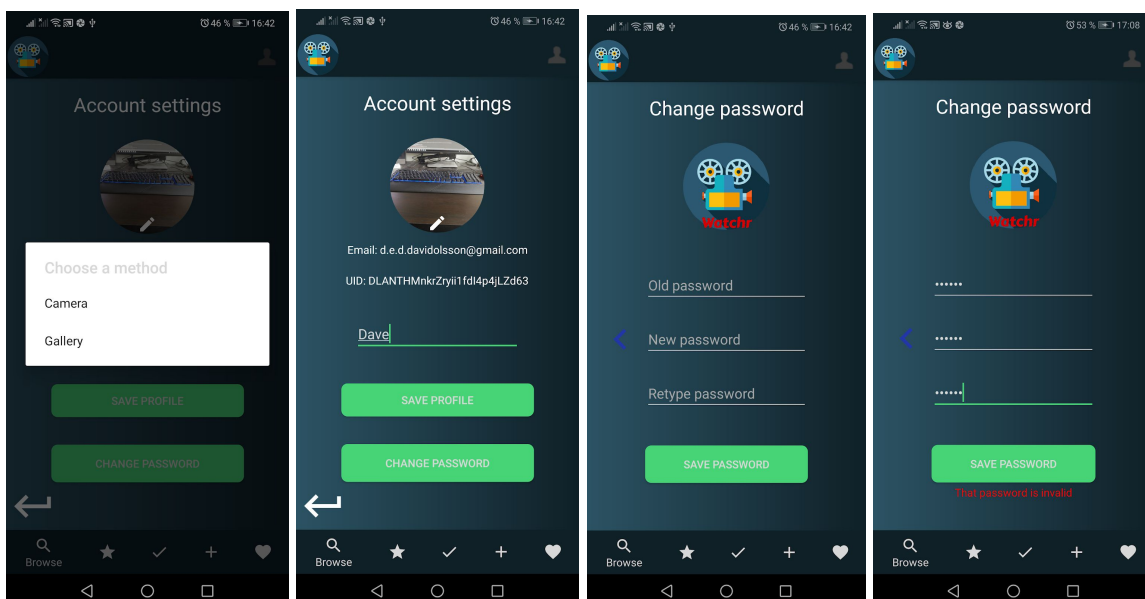 46 % 16:42
Account settings
Choose a method
Camera
Gallery
SAVE PROFILE
CHANGE PASSWORD
Browse
46 % 16:42
Account settings
Email: d.e.d.davidolsson@gmail.com
UID: DLANTHMnkrZryii1fdI4p4jLZd63
Dave
SAVE PROFILE
CHANGE PASSWORD
Browse
46 % 16:42
Change password
Watchr
Old password
New password
Retype password
SAVE PASSWORD
Browse
53 % 17:08
Change password
Watchr
••••••
••••••
••••••
SAVE PASSWORD
That password is invalid
Browse